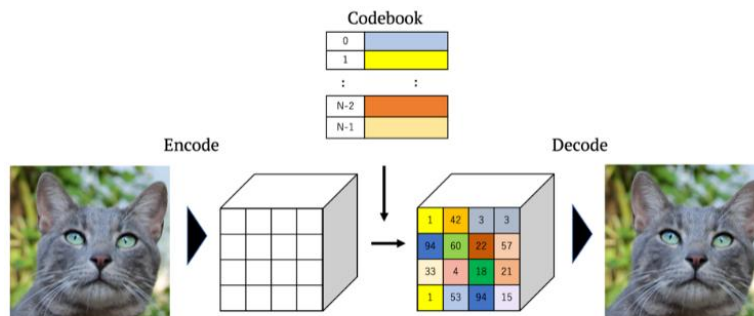 Codebook
0
1
: :
N-2
N-1
Encode
Decode
1 42 3 3
94 60 22 57
33 4 18 21
1 53 94 15